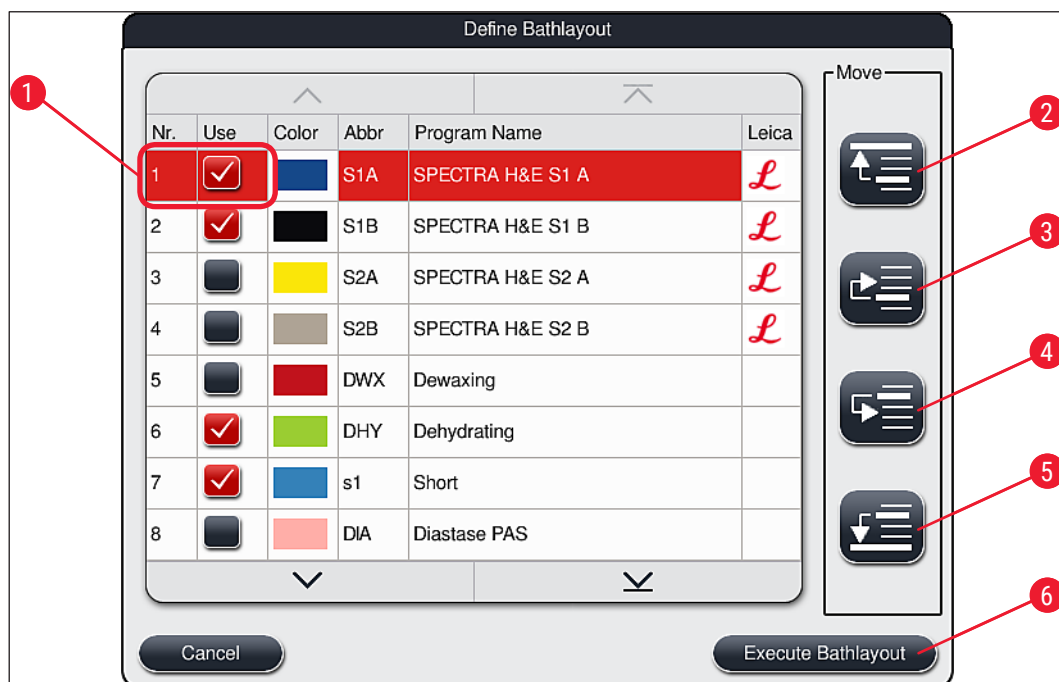 Define Bathlayout
Move
Nr. Use Color Abbr Program Name Leica
1 S1A SPECTRA H&E S1 A
2 S1B SPECTRA H&E S1 B
3 S2A SPECTRA H&E S2 A
4 S2B SPECTRA H&E S2 B
5 DWX Dewaxing
6 DHY Dehydrating
7 s1 Short
8 DIA Diastase PAS
Cancel
Execute Bathlayout
1
2
3
4
5
6